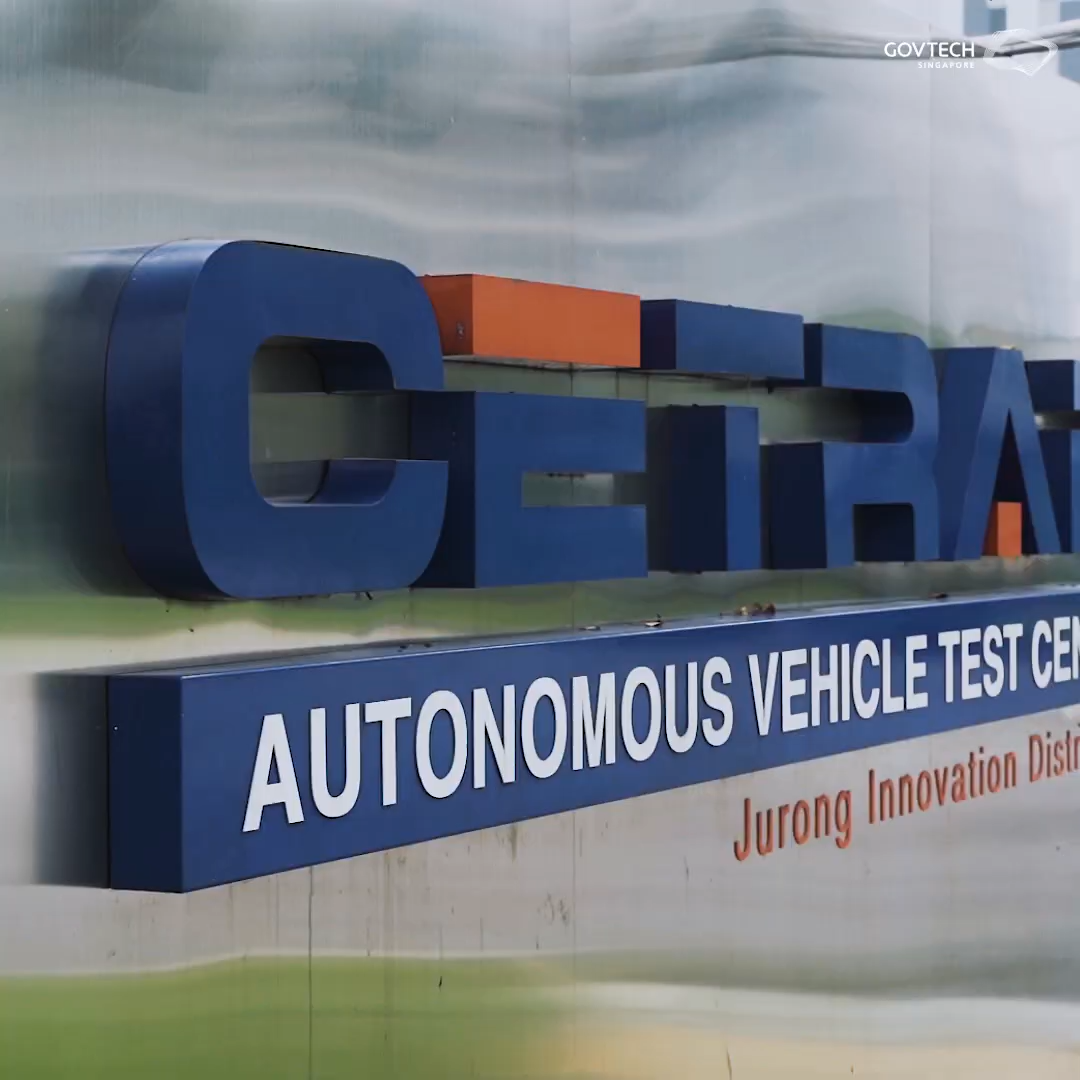 GOVTECH
SINGAPORE
CETRA
AUTONOMOUS VEHICLE TEST CEN
Jurong Innovation Distr